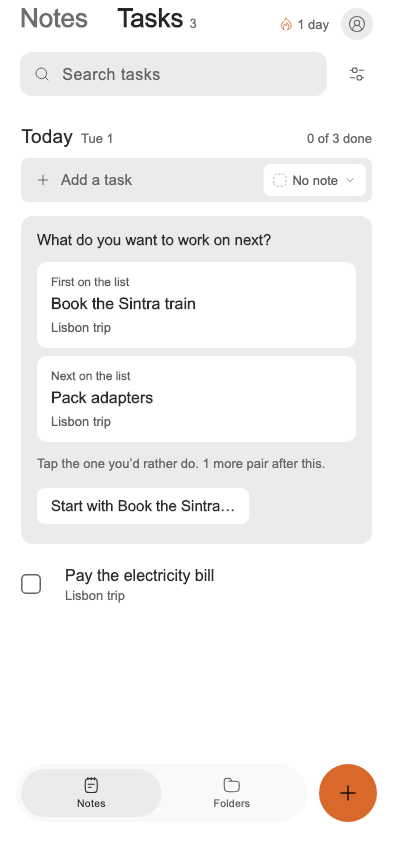 Notes Tasks 3
1 day
Search tasks
Today Tue 1
0 of 3 done
Add a task
No note
What do you want to work on next?
First on the list
Book the Sintra train
Lisbon trip
Next on the list
Pack adapters
Lisbon trip
Tap the one you’d rather do. 1 more pair after this.
Start with Book the Sintra…
Pay the electricity bill
Lisbon trip
Notes
Folders